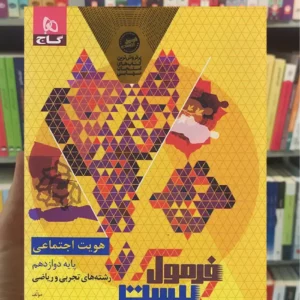 گاج
هویت اجتماعی
پایه دوازدهم
رشته‌های تجربی و ریاضی
فرمول
بیست